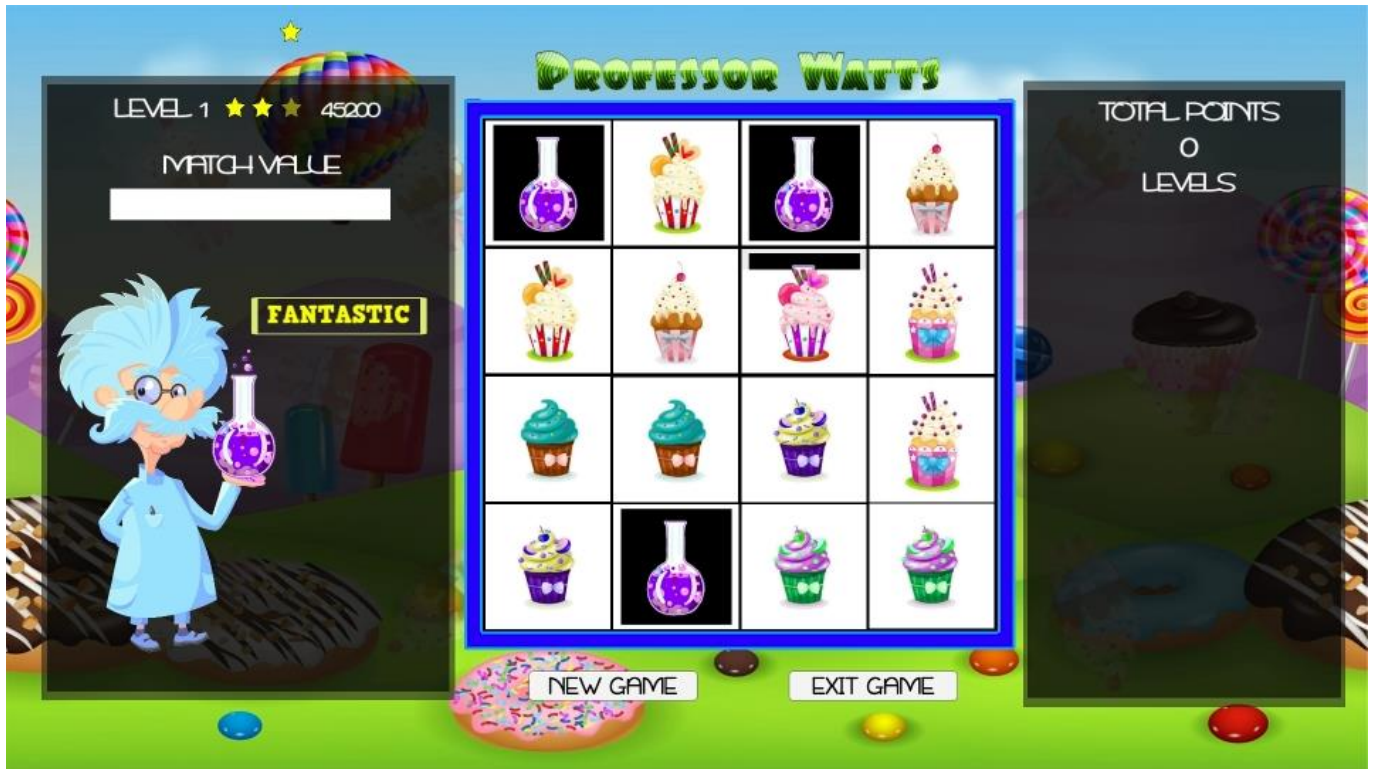 PROFESSOR WATTS
LEVEL 1 45200
MATCH VALUE
FANTASTIC
TOTAL POINTS
0
LEVELS
NEW GAME
EXIT GAME